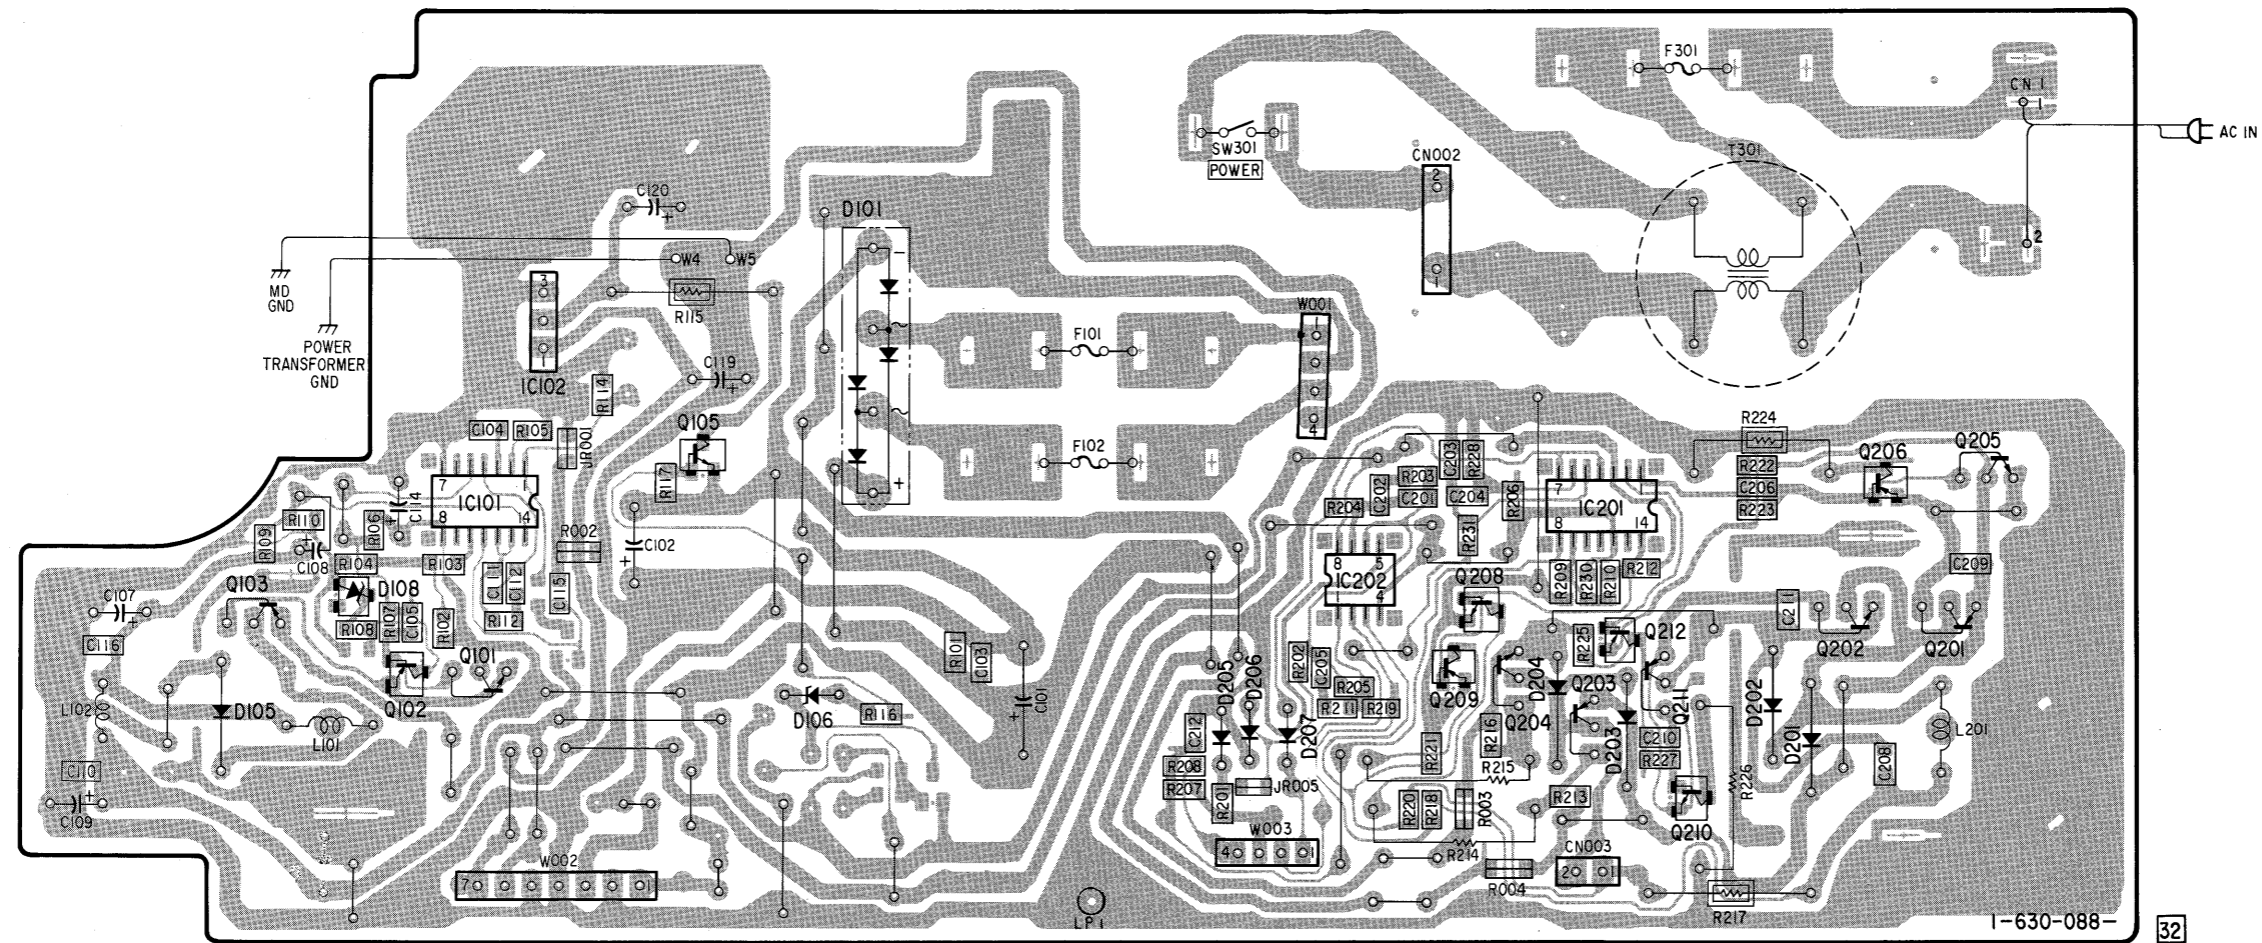 F301
CN 1
1
AC IN
SW301
POWER
CN002
2
1
T301
2
C120
+
D101
−
W4
W5
MD
GND
3
1
R115
POWER
TRANSFORMER
GND
IC102
C119
+
R114
F101
W001
1
4
F102
+
Q105
R117
C104
R105
JR001
7
1
IC101
8
14
C114
+
R110
R109
R106
+
C108
R104
R103
R002
C102
+
C111
C112
C115
Q103
D108
C107
+
R107
C105
R102
R108
R112
C116
Q101
Q102
L102
D105
L101
D106
R116
R101
C103
C101
+
C110
C109
+
W002
7
1
LP1
R224
Q206
Q205
R222
C206
R223
R203
C203
R228
C202
C201
C204
R206
R204
R231
7
1
IC201
8
14
8
5
IC202
1
4
Q208
R209
R230
R210
R212
C209
C211
Q212
R225
Q202
Q201
R202
C205
D205
D206
R205
R211
R219
Q209
D204
Q203
Q204
Q211
D202
D201
D203
D207
C212
R208
R207
R201
JR005
R221
R216
R215
C210
R227
R226
C208
L201
R220
R218
R003
R213
Q210
W003
4
1
R214
CN003
2
1
R004
R217
1-630-088-
32